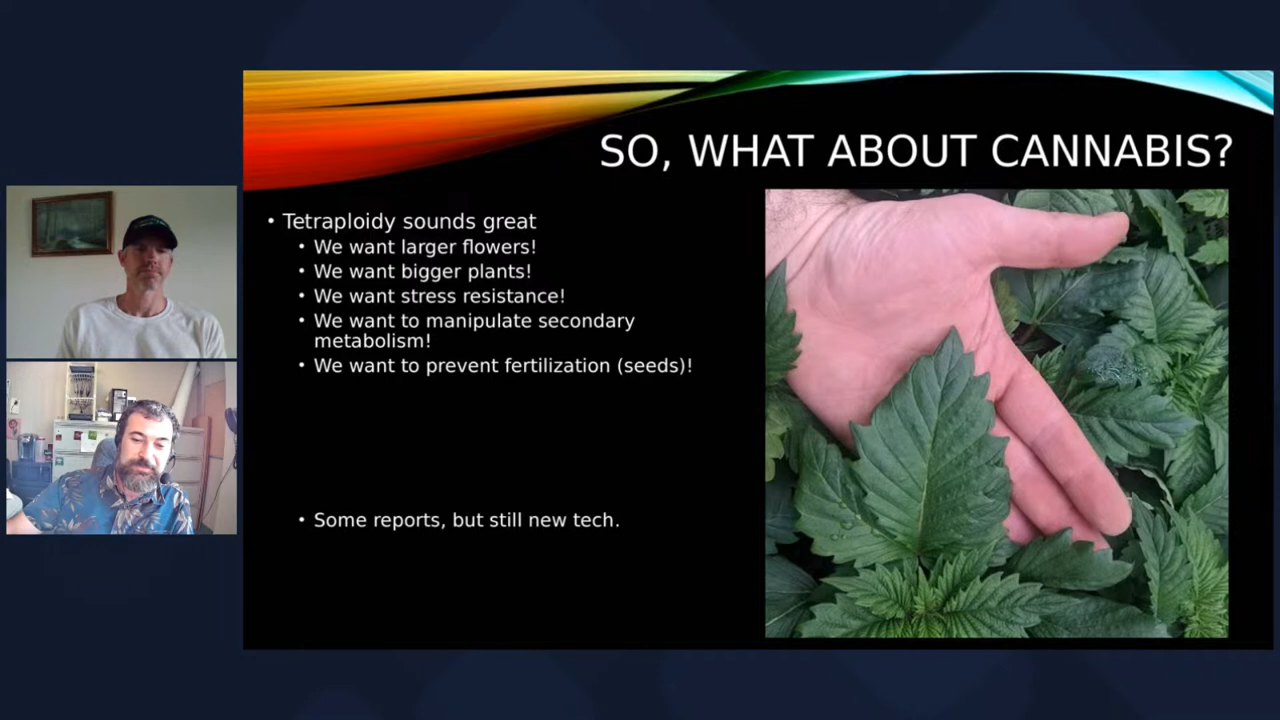 SO, WHAT ABOUT CANNABIS?
• Tetraploidy sounds great
• We want larger flowers!
• We want bigger plants!
• We want stress resistance!
• We want to manipulate secondary
metabolism!
• We want to prevent fertilization (seeds)!
• Some reports, but still new tech.